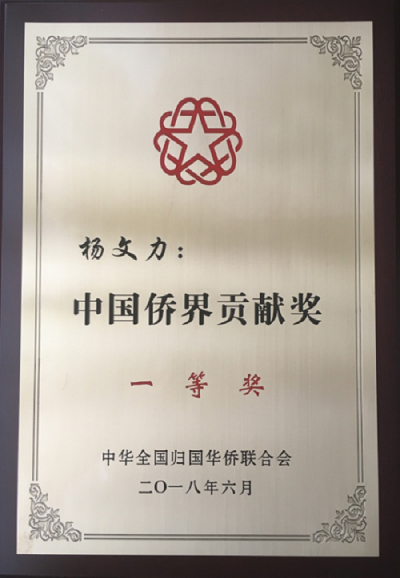 杨文力：
中国侨界贡献奖
一等奖
中华全国归国华侨联合会
二〇一八年六月